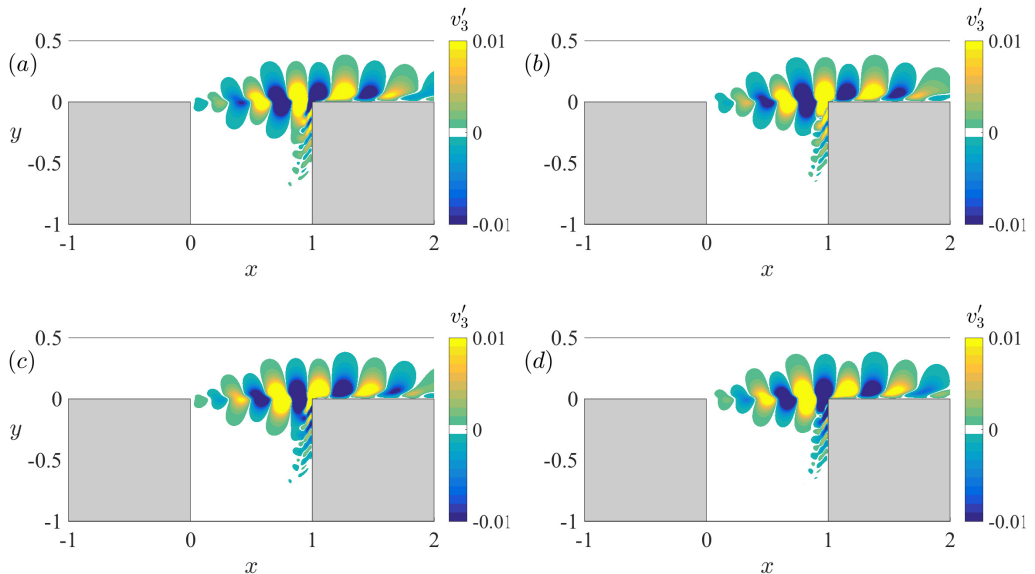 v′₃ v′₃
(a) 0.5 0.01 (b) 0.5 0.01
0 0
y -0.5 0 y -0.5 0
-1 -0.01 -1 -0.01
-1 0 1 2 -1 0 1 2
x x
v′₃ v′₃
(c) 0.5 0.01 (d) 0.5 0.01
0 0
y -0.5 0 y -0.5 0
-1 -0.01 -1 -0.01
-1 0 1 2 -1 0 1 2
x x